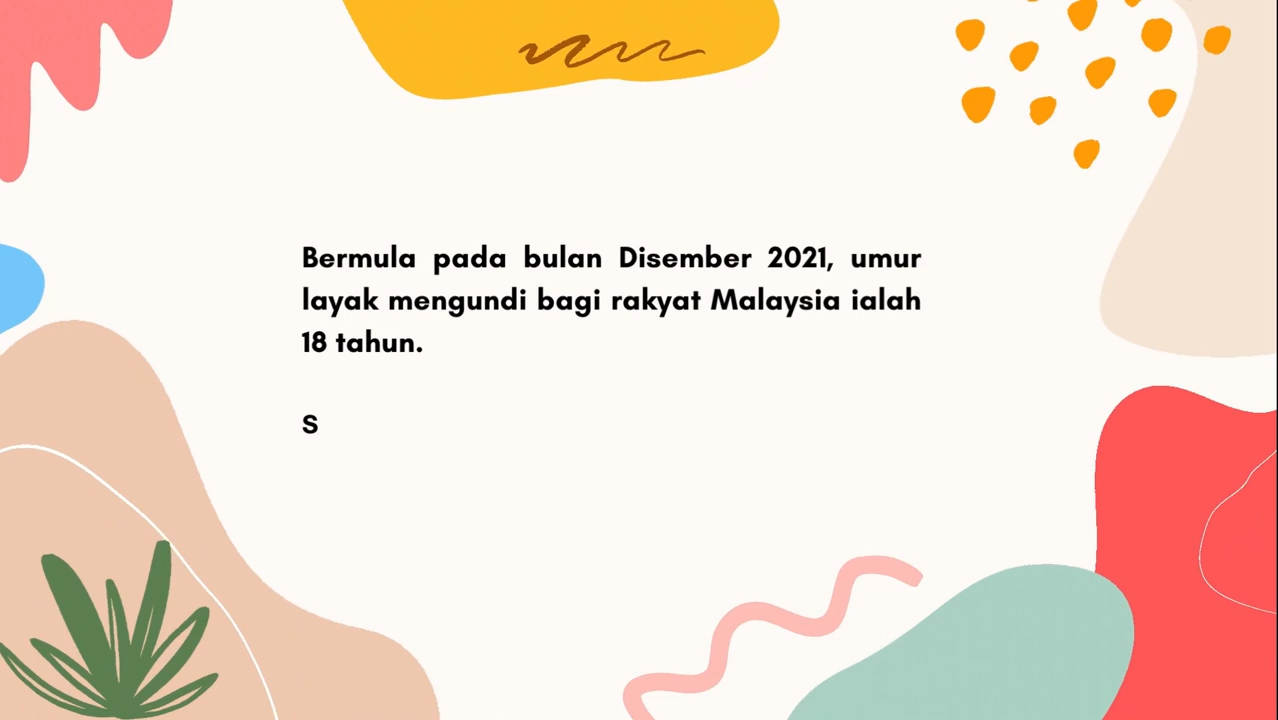 Bermula pada bulan Disember 2021, umur
layak mengundi bagi rakyat Malaysia ialah
18 tahun.
S